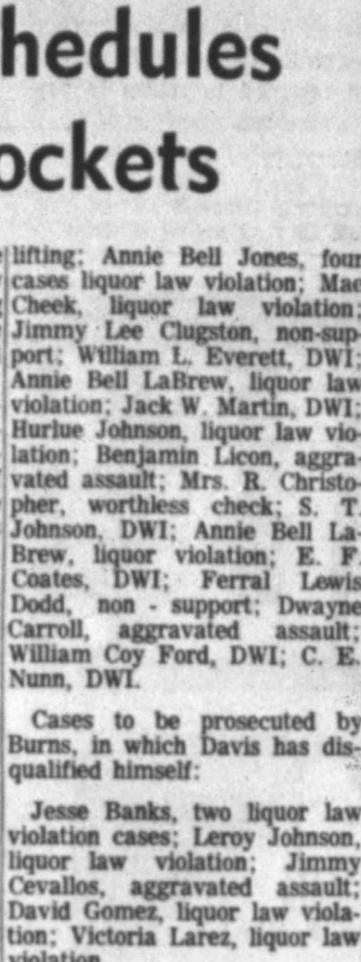 hedules
ockets
lifting; Annie Bell Jones, four
cases liquor law violation; Mae
Cheek, liquor law violation;
Jimmy Lee Clugston, non-sup-
port; William L. Everett, DWI;
Annie Bell LaBrew, liquor law
violation; Jack W. Martin, DWI;
Hurlue Johnson, liquor law vio-
lation; Benjamin Licon, aggra-
vated assault; Mrs. R. Christo-
pher, worthless check; S. T.
Johnson, DWI; Annie Bell La-
Brew, liquor violation; E. F.
Coates, DWI; Ferral Lewis
Dodd, non - support; Dwayne
Carroll, aggravated assault;
William Coy Ford, DWI; C. E.
Nunn, DWI.
Cases to be prosecuted by
Burns, in which Davis has dis-
qualified himself:
Jesse Banks, two liquor law
violation cases; Leroy Johnson,
liquor law violation; Jimmy
Cevallos, aggravated assault;
David Gomez, liquor law viola-
tion; Victoria Larez, liquor law
violation